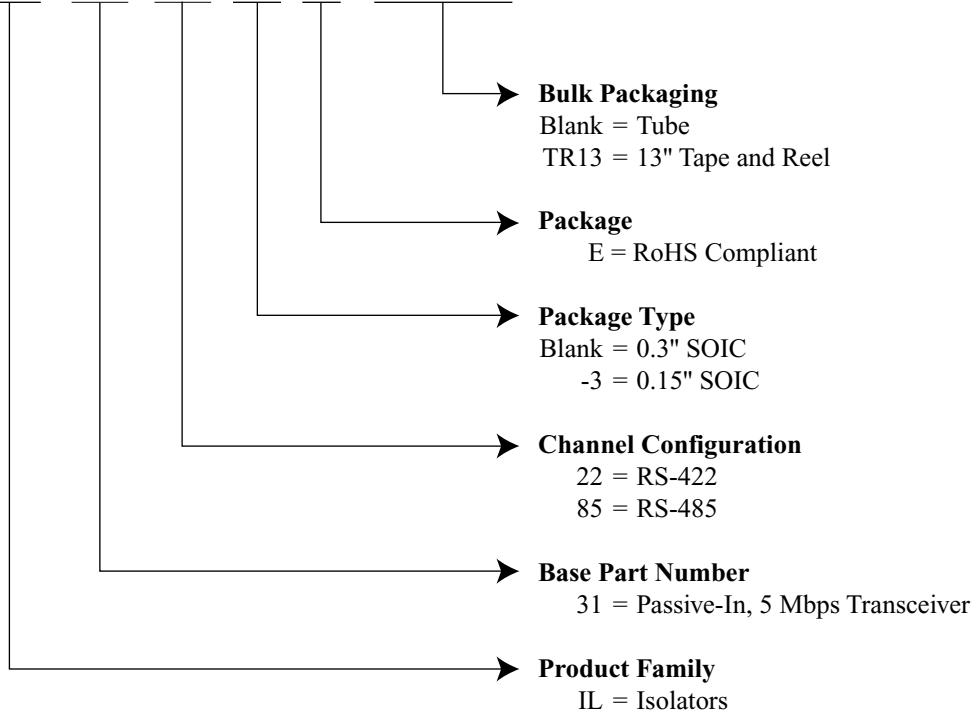 Bulk Packaging
Blank = Tube
TR13 = 13" Tape and Reel
Package
E = RoHS Compliant
Package Type
Blank = 0.3" SOIC
-3 = 0.15" SOIC
Channel Configuration
22 = RS-422
85 = RS-485
Base Part Number
31 = Passive-In, 5 Mbps Transceiver
Product Family
IL = Isolators